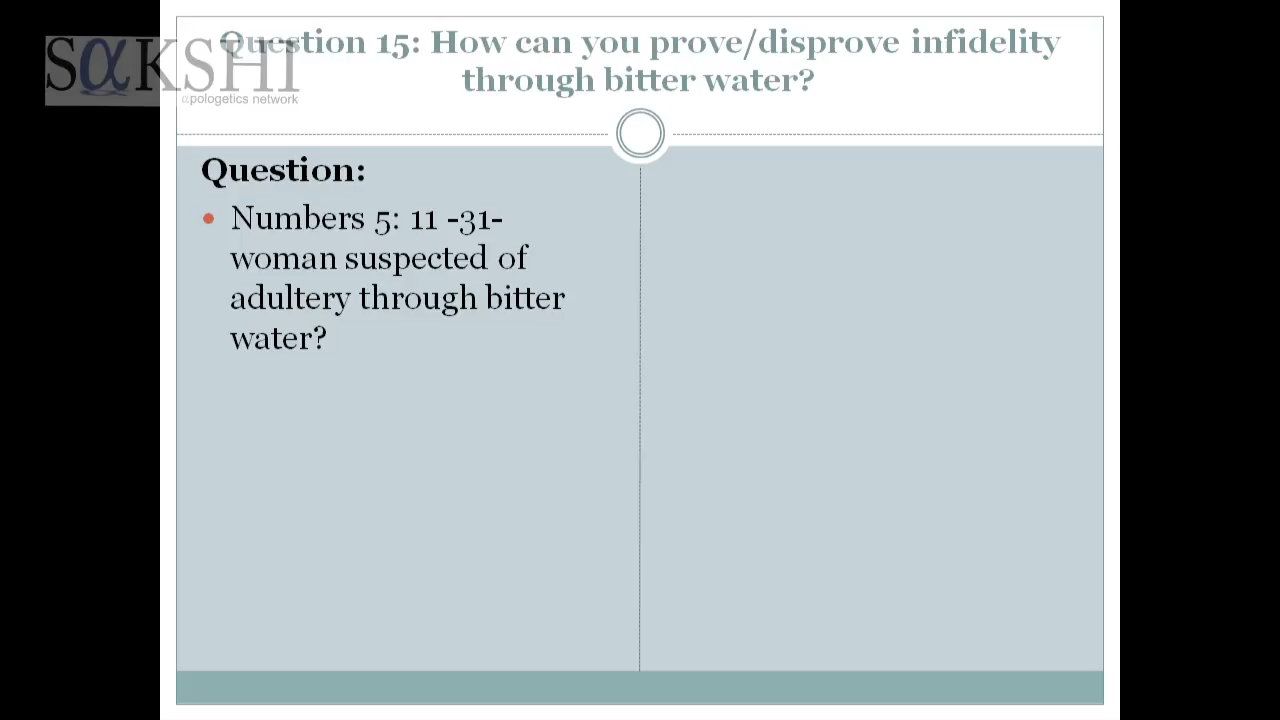 Question 15: How can you prove/disprove infidelity
through bitter water?
SαKSHI
αpologetics network
Question:
• Numbers 5: 11 -31-
woman suspected of
adultery through bitter
water?